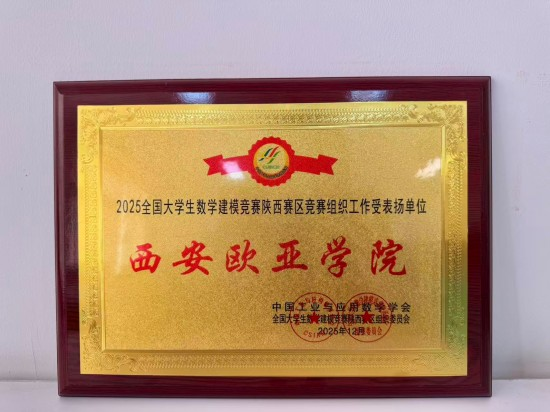 2025全国大学生数学建模竞赛陕西赛区竞赛组织工作受表扬单位
西安欧亚学院
中国工业与应用数学学会
全国大学生数学建模竞赛陕西赛区组织委员会
2025年12月